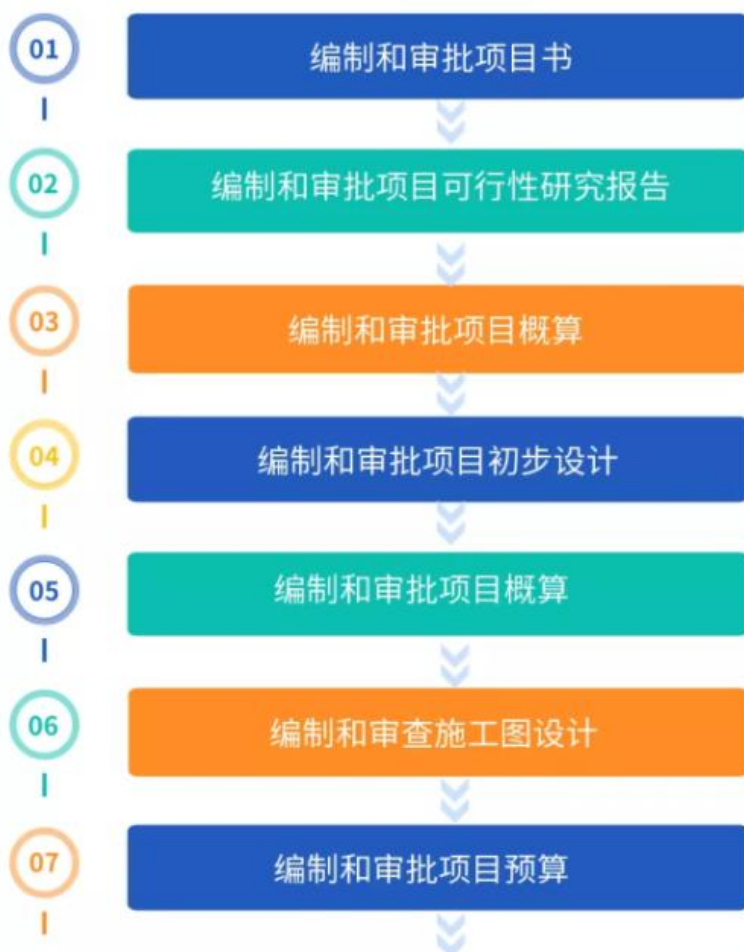 01
编制和审批项目书
02
编制和审批项目可行性研究报告
03
编制和审批项目概算
04
编制和审批项目初步设计
05
编制和审批项目概算
06
编制和审查施工图设计
07
编制和审批项目预算